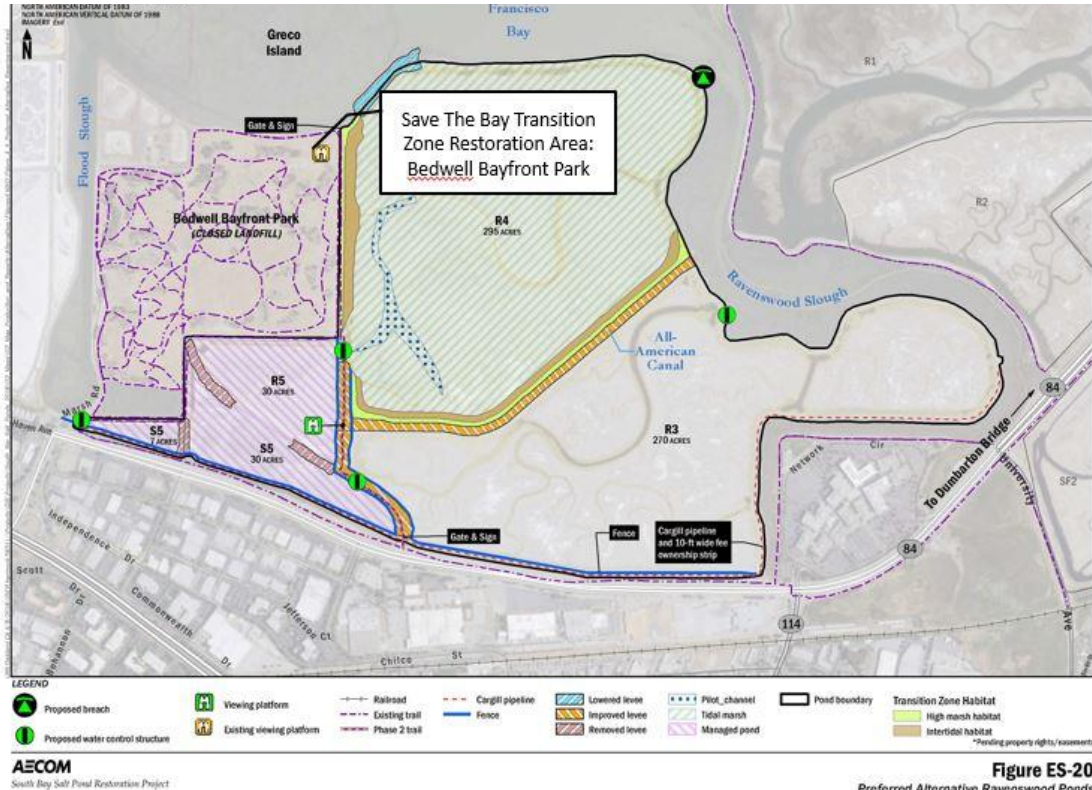 NORTH AMERICAN DATUM OF 1983
NORTH AMERICAN VERTICAL DATUM OF 1988
IMAGERY: Esri
N
Greco
Island
Francisco
Bay
R1
R2
Flood Slough
Gate & Sign
Save The Bay Transition
Zone Restoration Area:
Bedwell Bayfront Park
Bedwell Bayfront Park
(CLOSED LANDFILL)
R4
295 ACRES
Ravenswood Slough
All-
American
Canal
R5
30 ACRES
S5
7 ACRES
S5
30 ACRES
R3
270 ACRES
Marsh Rd
Haven Ave
Network Cir
To Dumbarton Bridge
84
University
Ave
SF2
Gate & Sign
Fence
Cargill pipeline
and 10-ft wide fee
ownership strip
84
114
Independence Dr
Scott
Dr
Commonwealth
Dr
Bohannon
Dr
Jefferson Ct
Chilco St
LEGEND
Proposed breach
Proposed water control structure
Viewing platform
Existing viewing platform
Railroad
Existing trail
Phase 2 trail
Cargill pipeline
Fence
Lowered levee
Improved levee
Removed levee
Pilot_channel
Tidal marsh
Managed pond
Pond boundary
Transition Zone Habitat
High marsh habitat
Intertidal habitat
*Pending property rights/easements
AECOM
South Bay Salt Pond Restoration Project
Figure ES-20
Preferred Alternative Ravenswood Ponds